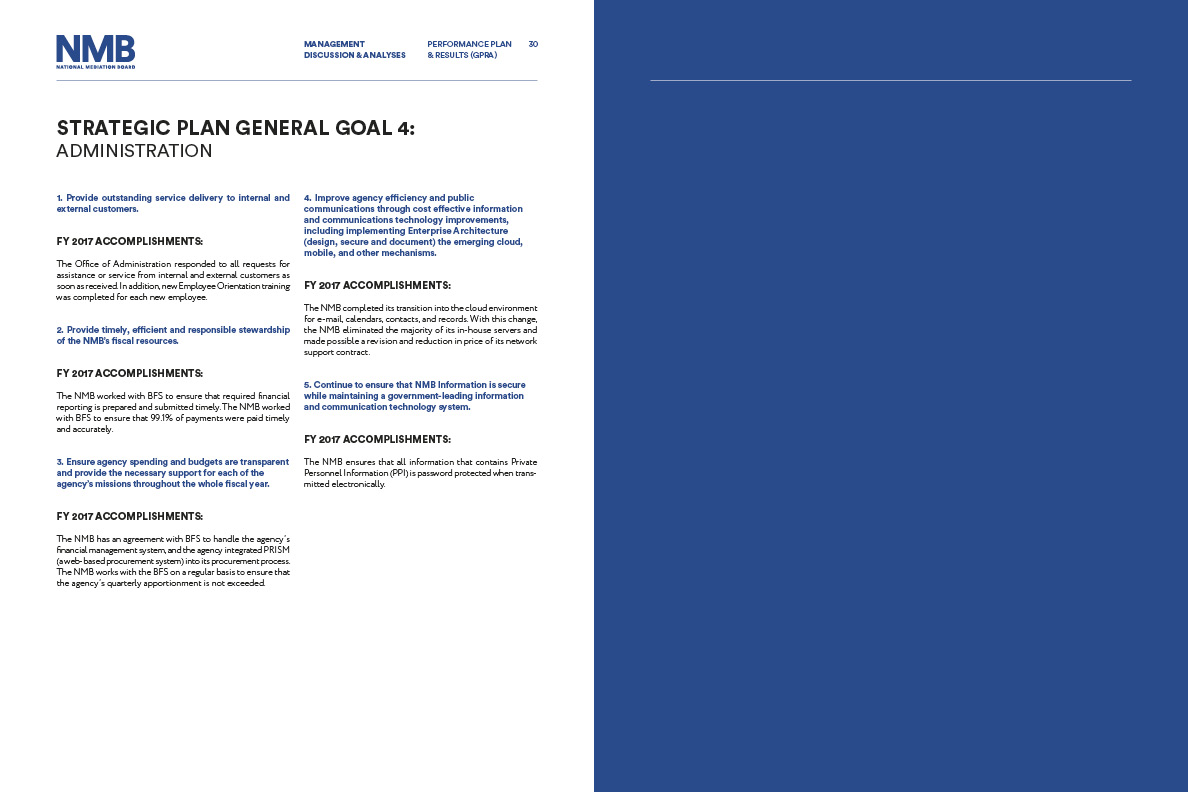 NMB
NATIONAL MEDIATION BOARD
MANAGEMENT
DISCUSSION & ANALYSES
PERFORMANCE PLAN
& RESULTS (GPRA)
30
STRATEGIC PLAN GENERAL GOAL 4:
ADMINISTRATION
1. Provide outstanding service delivery to internal and
external customers.
FY 2017 ACCOMPLISHMENTS:
The Office of Administration responded to all requests for
assistance or service from internal and external customers as
soon as received. In addition, new Employee Orientation training
was completed for each new employee.
2. Provide timely, efficient and responsible stewardship
of the NMB's fiscal resources.
FY 2017 ACCOMPLISHMENTS:
The NMB worked with BFS to ensure that required financial
reporting is prepared and submitted timely. The NMB worked
with BFS to ensure that 99.1% of payments were paid timely
and accurately.
3. Ensure agency spending and budgets are transparent
and provide the necessary support for each of the
agency's missions throughout the whole fiscal year.
FY 2017 ACCOMPLISHMENTS:
The NMB has an agreement with BFS to handle the agency's
financial management system, and the agency integrated PRISM
(a web-based procurement system) into its procurement process.
The NMB works with the BFS on a regular basis to ensure that
the agency's quarterly apportionment is not exceeded.
4. Improve agency efficiency and public
communications through cost effective information
and communications technology improvements,
including implementing Enterprise Architecture
(design, secure and document) the emerging cloud,
mobile, and other mechanisms.
FY 2017 ACCOMPLISHMENTS:
The NMB completed its transition into the cloud environment
for e-mail, calendars, contacts, and records. With this change,
the NMB eliminated the majority of its in-house servers and
made possible a revision and reduction in price of its network
support contract.
5. Continue to ensure that NMB Information is secure
while maintaining a government-leading information
and communication technology system.
FY 2017 ACCOMPLISHMENTS:
The NMB ensures that all information that contains Private
Personnel Information (PPI) is password protected when trans-
mitted electronically.